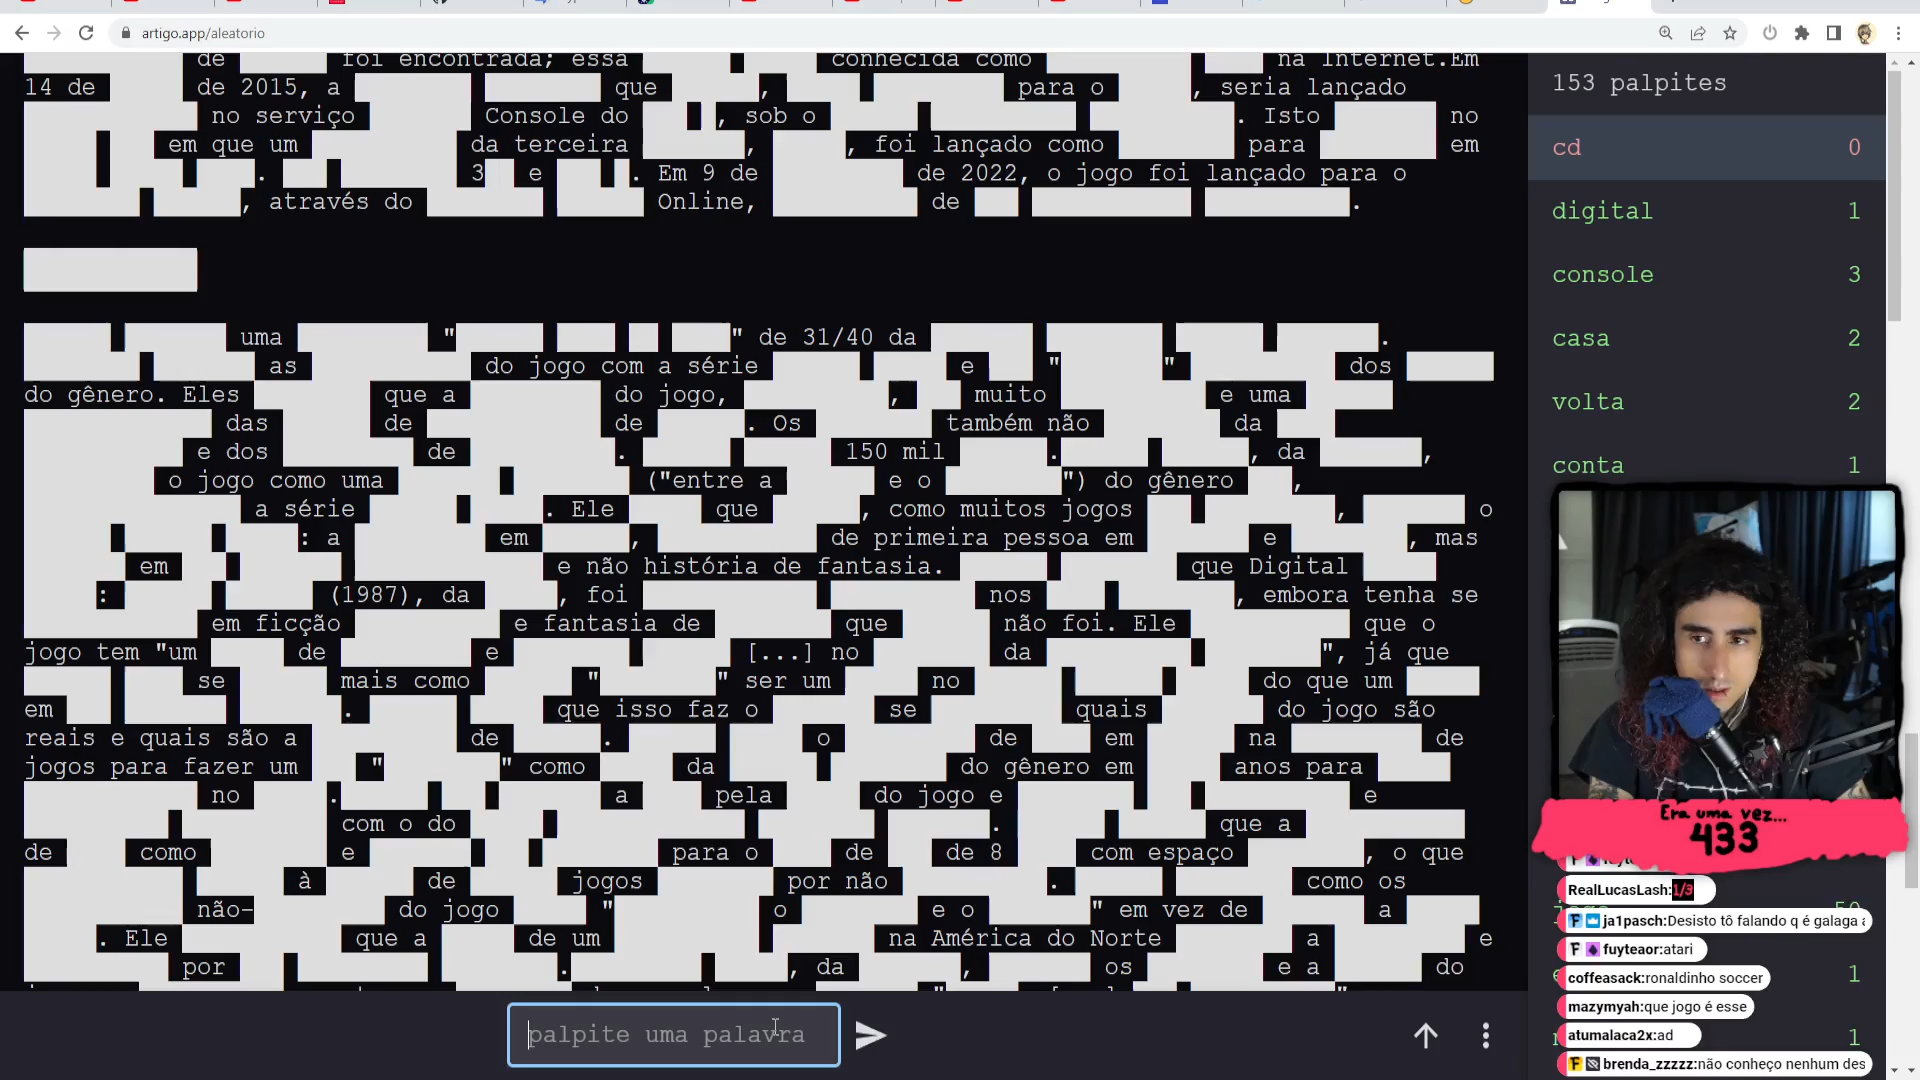 artigo.app/aleatorio
de foi encontrada; essa conhecida como na Internet.Em
14 de de 2015, a que , para o , seria lançado
no serviço Console do , sob o . Isto no
em que um da terceira , , foi lançado como para em
. 3 e . Em 9 de de 2022, o jogo foi lançado para o
, através do Online, de .
uma " " de 31/40 da .
as do jogo com a série , e " " dos
do gênero. Eles que a do jogo, , muito e uma
das de de . Os também não da
e dos de . 150 mil . , da ,
o jogo como uma ("entre a e o ") do gênero ,
a série . Ele que , como muitos jogos , o
: a em , de primeira pessoa em e , mas
em e não história de fantasia. que Digital
: (1987), da , foi nos , embora tenha se
em ficção e fantasia de que não foi. Ele que o
jogo tem "um de e [...] no da ", já que
se mais como " " ser um no do que um
em . que isso faz o se quais do jogo são
reais e quais são a de . o de em na de
jogos para fazer um " " como da do gênero em anos para
no . a pela do jogo e e
com o do . que a
de como e para o de de 8 com espaço , o que
à de jogos por não . como os
não- do jogo " o e o " em vez de a
. Ele que a de um na América do Norte a e
por . , da , os e a do
palpite uma palavra
153 palpites
cd 0
digital 1
console 3
casa 2
volta 2
conta 1
Era uma vez...
433
RealLucasLash:1/3
ja1pasch:Desisto tô falando q é galaga
50
fuyteaor:atari
coffeasack:ronaldinho soccer
1
mazymyah:que jogo é esse
atumalaca2x:ad
1
brenda_zzzzz:não conheço nenhum des